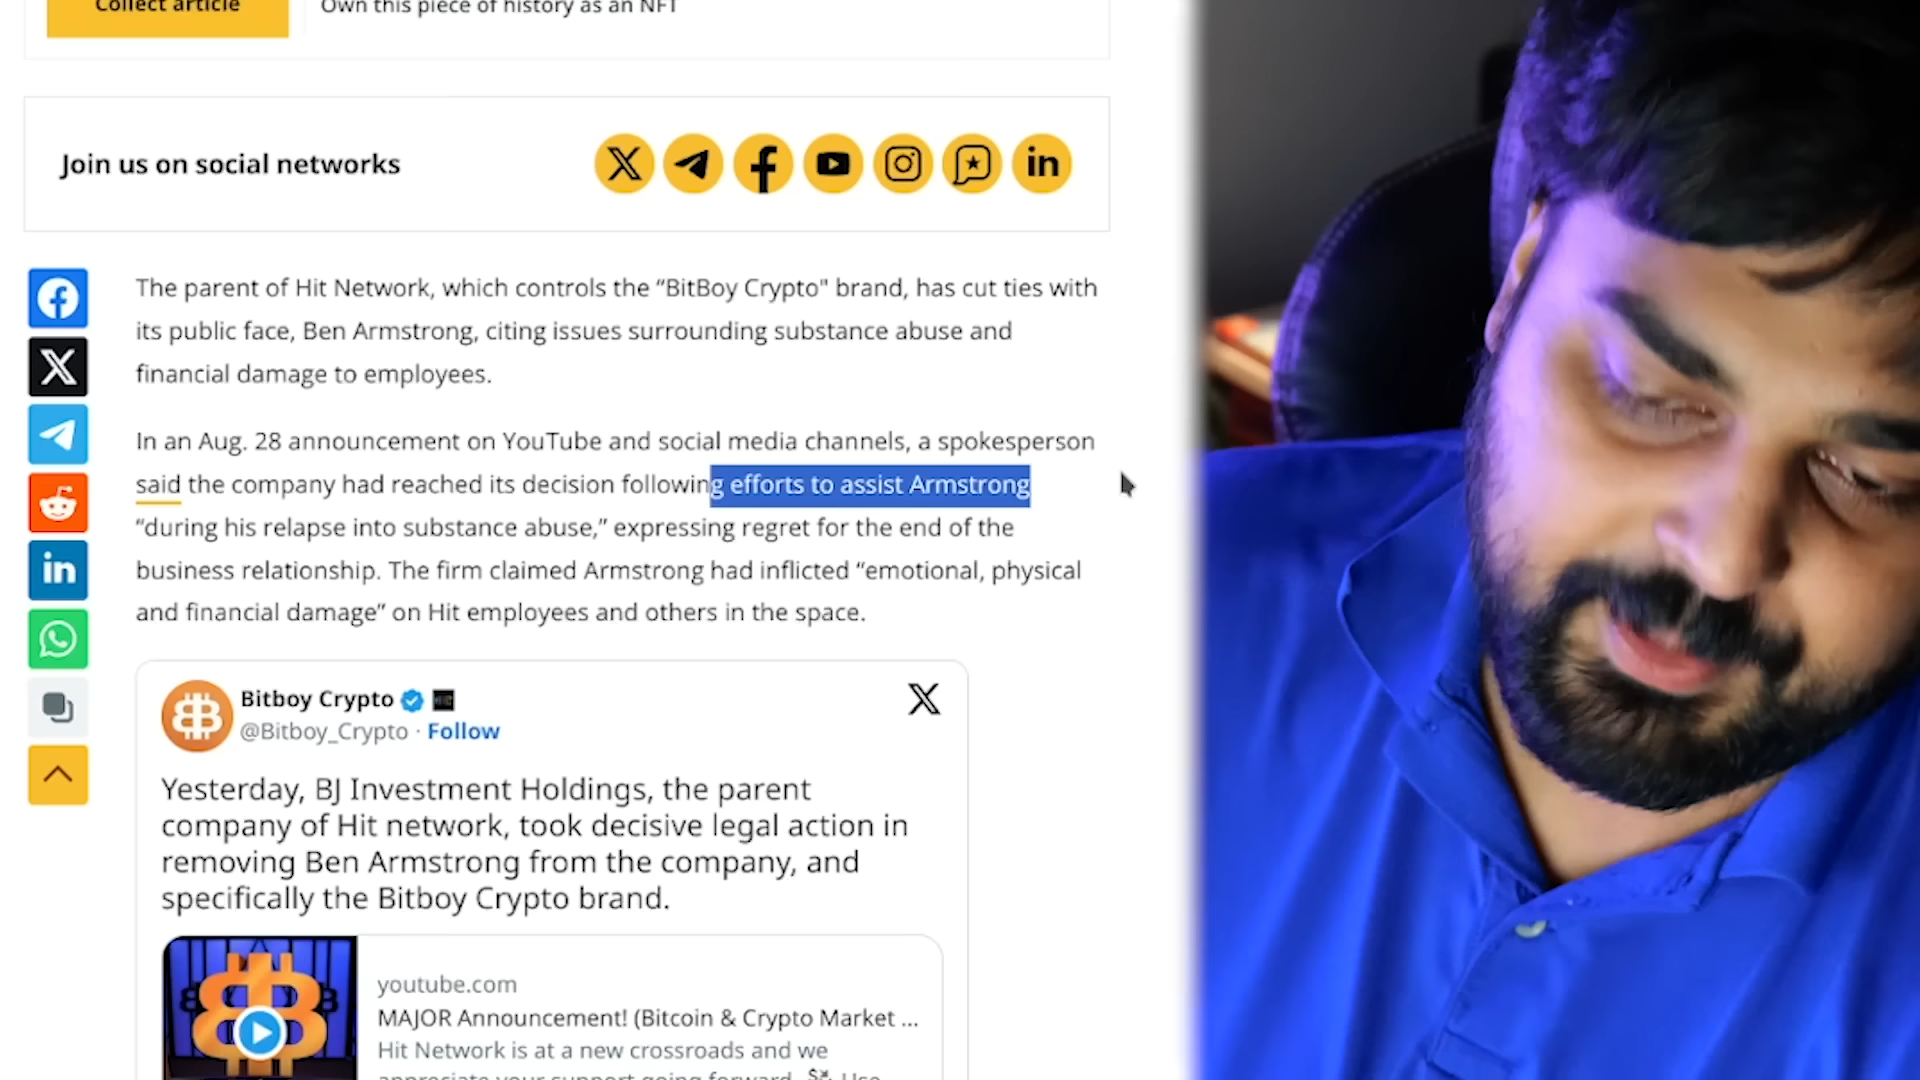 Collect article
Own this piece of history as an NFT
Join us on social networks
The parent of Hit Network, which controls the “BitBoy Crypto" brand, has cut ties with
its public face, Ben Armstrong, citing issues surrounding substance abuse and
financial damage to employees.
In an Aug. 28 announcement on YouTube and social media channels, a spokesperson
said the company had reached its decision following efforts to assist Armstrong
“during his relapse into substance abuse,” expressing regret for the end of the
business relationship. The firm claimed Armstrong had inflicted “emotional, physical
and financial damage” on Hit employees and others in the space.
Bitboy Crypto
@Bitboy_Crypto · Follow
Yesterday, BJ Investment Holdings, the parent
company of Hit network, took decisive legal action in
removing Ben Armstrong from the company, and
specifically the Bitboy Crypto brand.
youtube.com
MAJOR Announcement! (Bitcoin & Crypto Market ...
Hit Network is at a new crossroads and we
appreciate your support going forward. Use